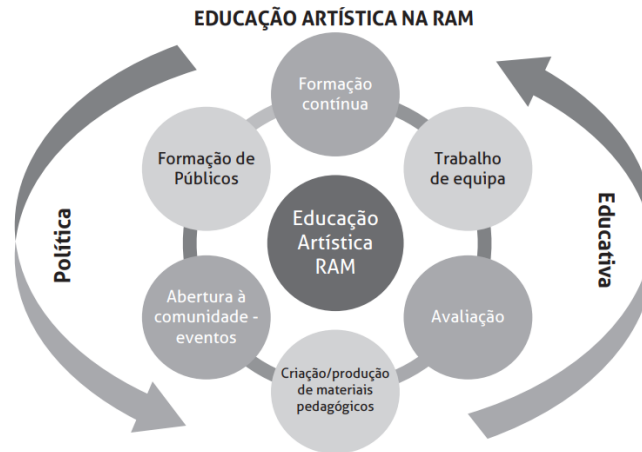 EDUCAÇÃO ARTÍSTICA NA RAM
Formação
contínua
Formação de
Públicos
Trabalho
de equipa
Política
Educação
Artística
RAM
Educativa
Abertura à
comunidade -
eventos
Avaliação
Criação/produção
de materiais
pedagógicos